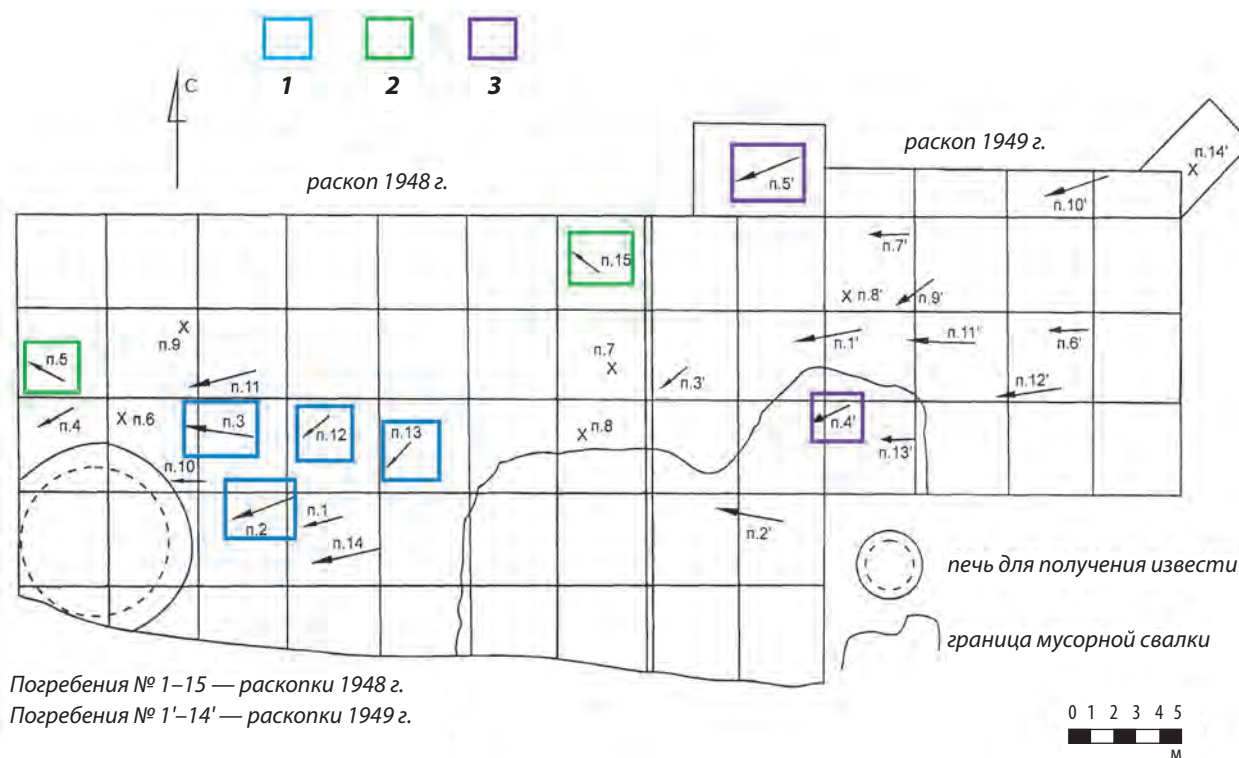 1 2 3
С
раскоп 1948 г.
раскоп 1949 г.
п.14'
X
п.5'
п.10'
п.15
п.7'
X п.8'
п.9'
X
п.9
п.5
п.7
X
п.1'
п.11'
п.6'
п.11
п.3'
п.12'
п.4
X п.6
п.3
п.12
п.13
X п.8
п.4'
п.13'
п.10
п.2
п.1
п.14
п.2'
печь для получения извести
граница мусорной свалки
Погребения № 1–15 — раскопки 1948 г.
Погребения № 1'–14' — раскопки 1949 г.
0 1 2 3 4 5
м